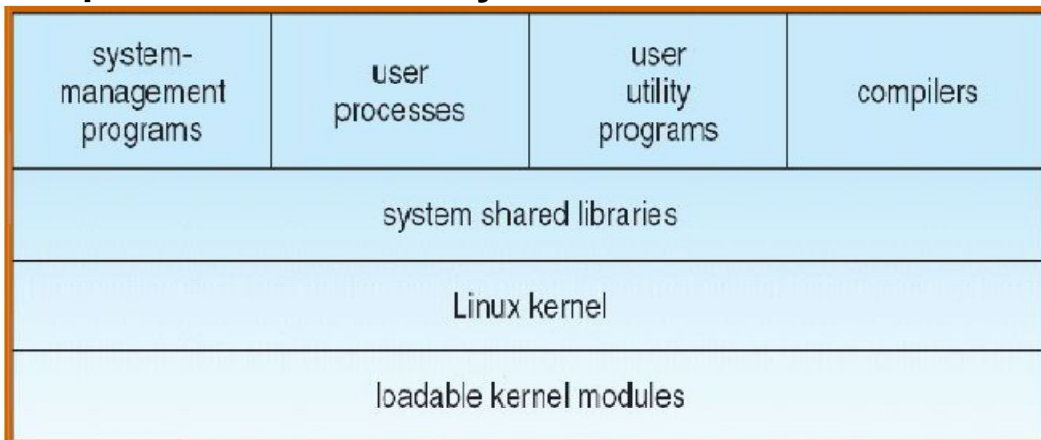 system-
management
programs
user
processes
user
utility
programs
compilers
system shared libraries
Linux kernel
loadable kernel modules